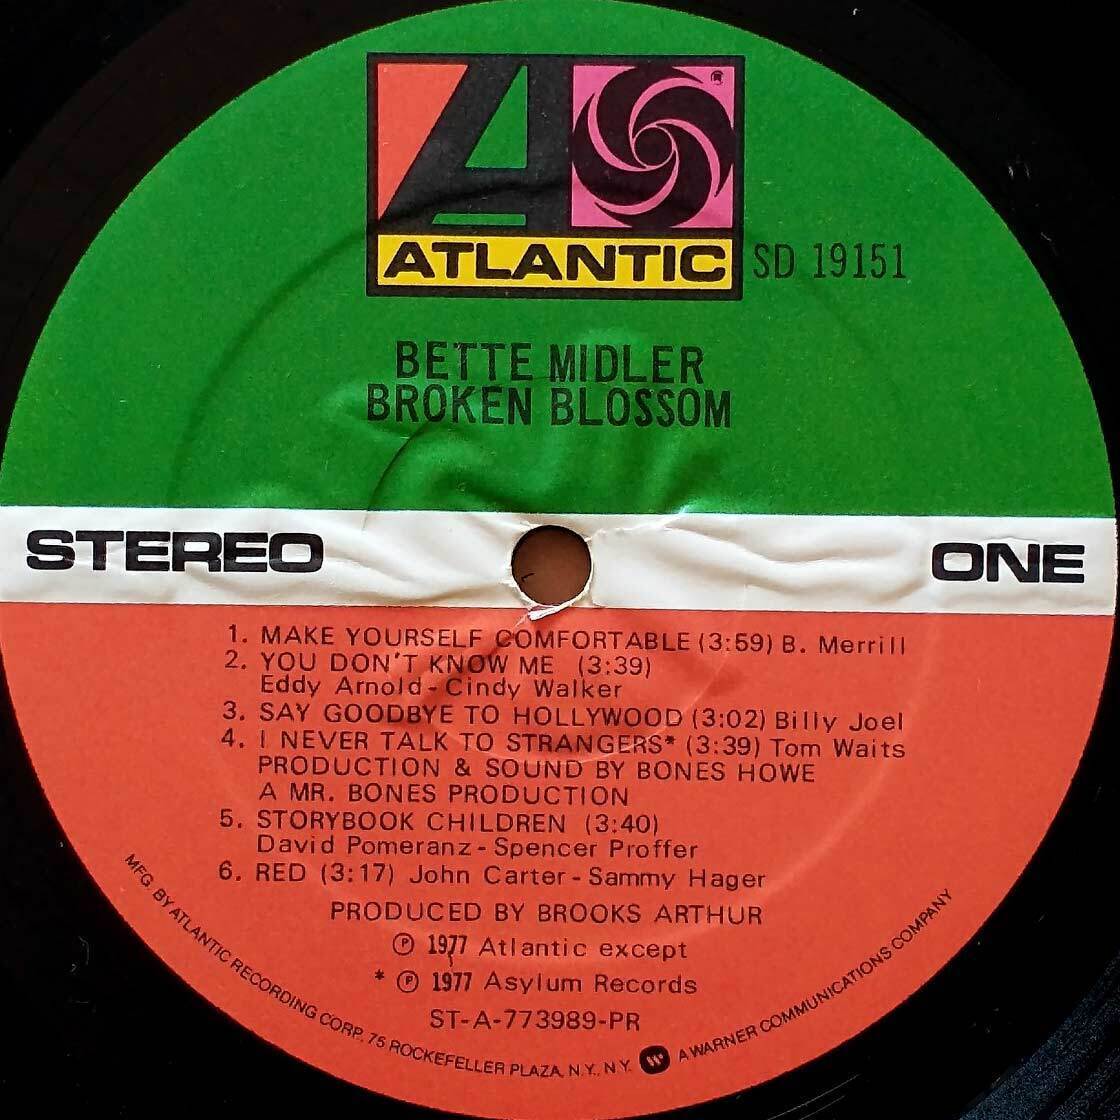 ATLANTIC
®
SD 19151
BETTE MIDLER
BROKEN BLOSSOM
STEREO
ONE
1. MAKE YOURSELF COMFORTABLE (3:59) B. Merrill
2. YOU DON'T KNOW ME (3:39)
Eddy Arnold - Cindy Walker
3. SAY GOODBYE TO HOLLYWOOD (3:02) Billy Joel
4. I NEVER TALK TO STRANGERS* (3:39) Tom Waits
PRODUCTION & SOUND BY BONES HOWE
A MR. BONES PRODUCTION
5. STORYBOOK CHILDREN (3:40)
David Pomeranz - Spencer Proffer
6. RED (3:17) John Carter - Sammy Hager
PRODUCED BY BROOKS ARTHUR
℗ 1977 Atlantic except
* ℗ 1977 Asylum Records
ST-A-773989-PR
MFG. BY ATLANTIC RECORDING CORP. 75 ROCKEFELLER PLAZA, N.Y., N.Y. A WARNER COMMUNICATIONS COMPANY